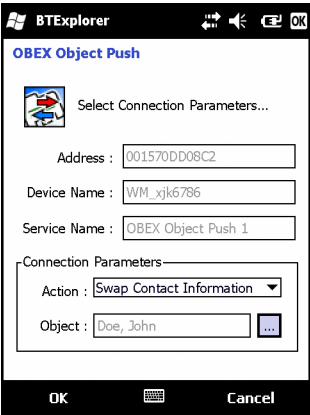 BTExplorer OK
OBEX Object Push
Select Connection Parameters...
Address : 001570DD08C2
Device Name : WM_xjk6786
Service Name : OBEX Object Push 1
Connection Parameters
Action : Swap Contact Information
Object : Doe, John ...
OK Cancel